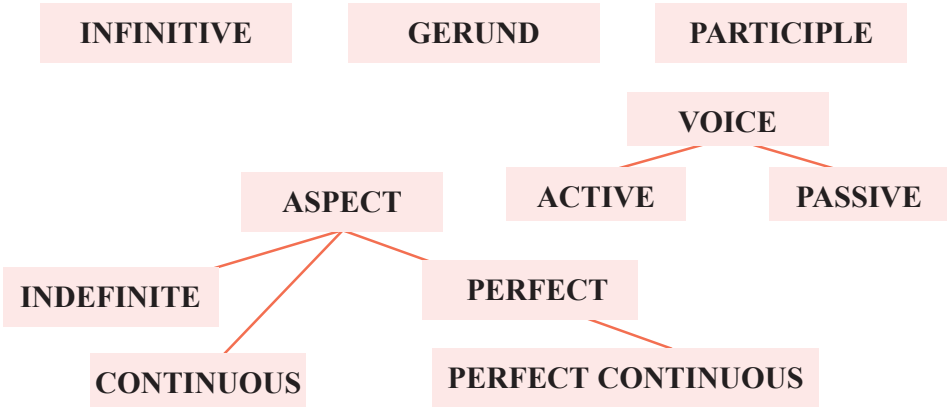 INFINITIVE
GERUND
PARTICIPLE
VOICE
ACTIVE
PASSIVE
ASPECT
INDEFINITE
PERFECT
CONTINUOUS
PERFECT CONTINUOUS